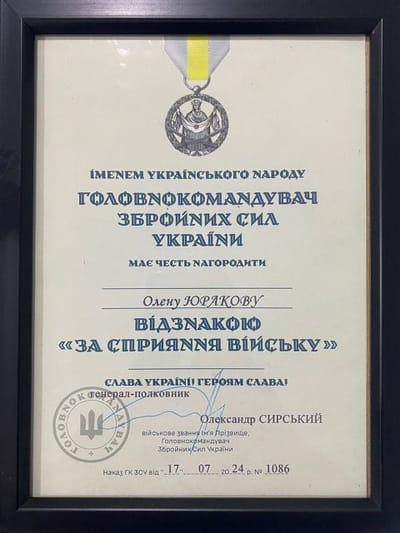 ІМЕНЕМ УКРАЇНСЬКОГО НАРОДУ
ГОЛОВНОКОМАНДУВАЧ
ЗБРОЙНИХ СИЛ
УКРАЇНИ
МАЄ ЧЕСТЬ НАГОРОДИТИ
Олену ЮРАКОВУ
ВІДЗНАКОЮ
«ЗА СПРИЯННЯ ВІЙСЬКУ»
СЛАВА УКРАЇНІ! ГЕРОЯМ СЛАВА!
генерал-полковник
ГОЛОВНОКОМАНДУВАЧ
Олександр СИРСЬКИЙ
військове звання Ім'я Прізвище,
Головнокомандувач
Збройних Сил України
Наказ ГК ЗСУ від "17- 07 2024 р. № 1086